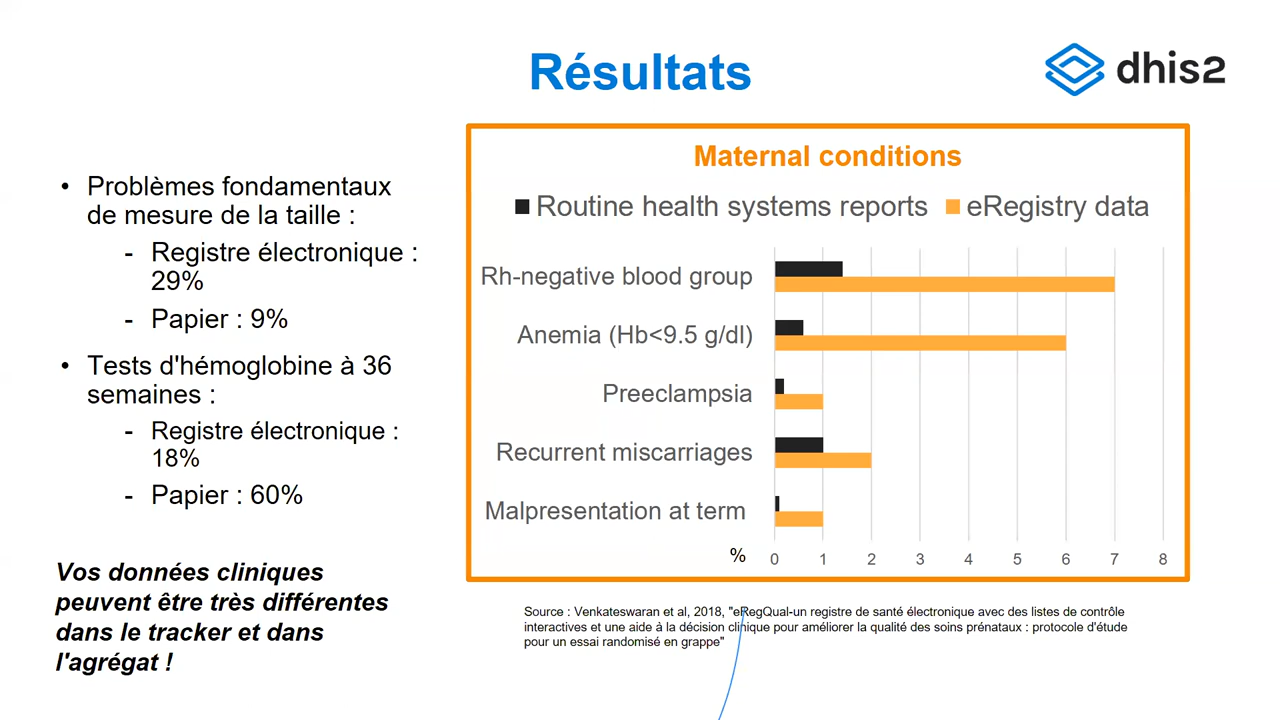 Résultats
dhis2
• Problèmes fondamentaux
de mesure de la taille :
- Registre électronique :
29%
- Papier : 9%
• Tests d'hémoglobine à 36
semaines :
- Registre électronique :
18%
- Papier : 60%
Vos données cliniques
peuvent être très différentes
dans le tracker et dans
l'agrégat !
Maternal conditions
Routine health systems reports eRegistry data
Rh-negative blood group
Anemia (Hb<9.5 g/dl)
Preeclampsia
Recurrent miscarriages
Malpresentation at term
% 0 1 2 3 4 5 6 7 8
Source : Venkateswaran et al, 2018, "eRegQual-un registre de santé électronique avec des listes de contrôle
interactives et une aide à la décision clinique pour améliorer la qualité des soins prénataux : protocole d'étude
pour un essai randomisé en grappe"